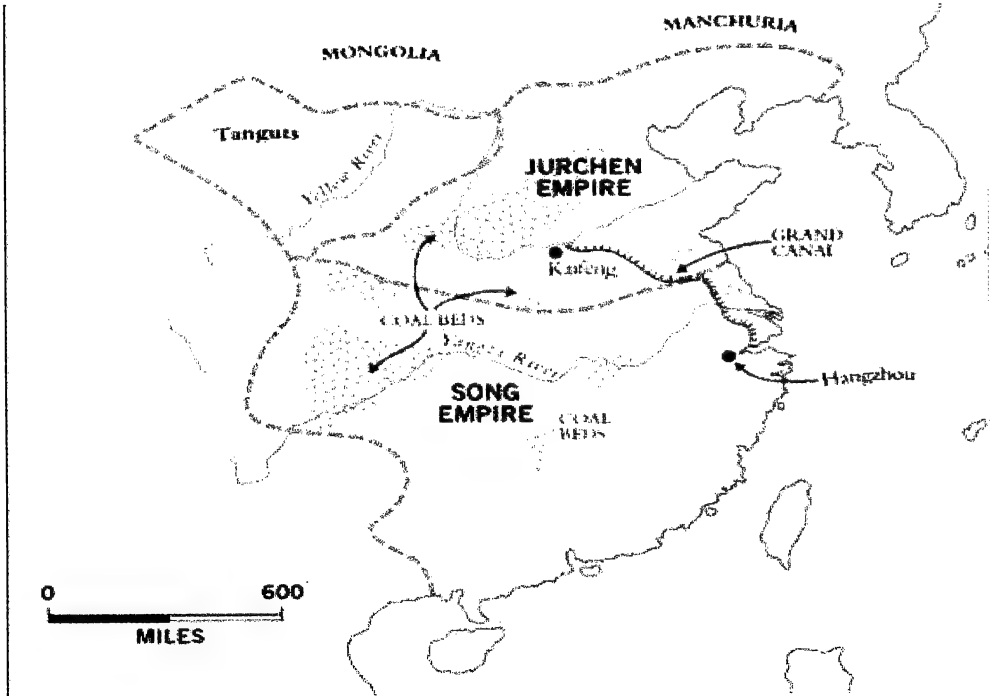 MONGOLIA
MANCHURIA
Tanguts
Yellow River
JURCHEN
EMPIRE
GRAND
CANAL
Kaifeng
COAL BEDS
Yangzi River
Hangzhou
SONG
EMPIRE
COAL
BEDS
0 600
MILES